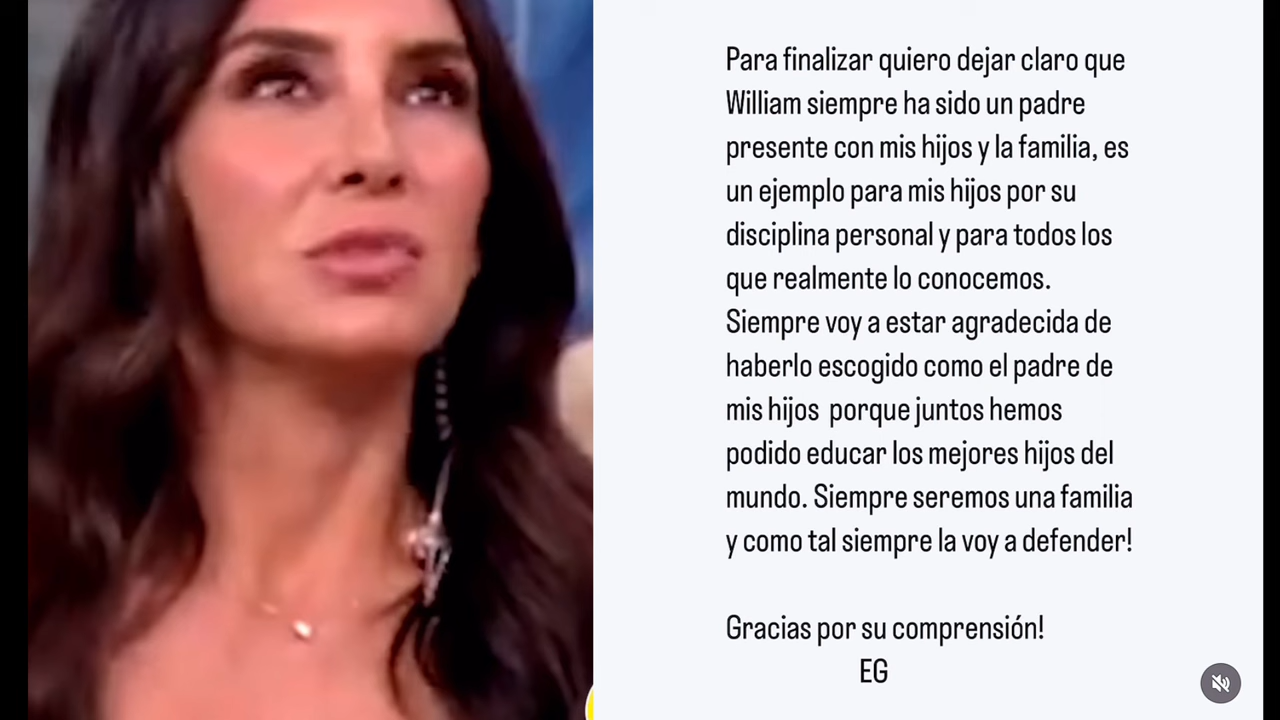 Para finalizar quiero dejar claro que
William siempre ha sido un padre
presente con mis hijos y la familia, es
un ejemplo para mis hijos por su
disciplina personal y para todos los
que realmente lo conocemos.
Siempre voy a estar agradecida de
haberlo escogido como el padre de
mis hijos  porque juntos hemos
podido educar los mejores hijos del
mundo. Siempre seremos una familia
y como tal siempre la voy a defender!
Gracias por su comprensión!
EG